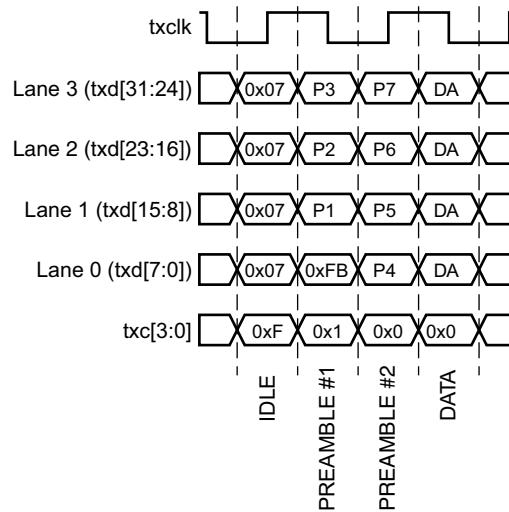 txclk
Lane 3 (txd[31:24]) 0x07 P3 P7 DA
Lane 2 (txd[23:16]) 0x07 P2 P6 DA
Lane 1 (txd[15:8]) 0x07 P1 P5 DA
Lane 0 (txd[7:0]) 0x07 0xFB P4 DA
txc[3:0] 0xF 0x1 0x0 0x0
IDLE
PREAMBLE #1
PREAMBLE #2
DATA